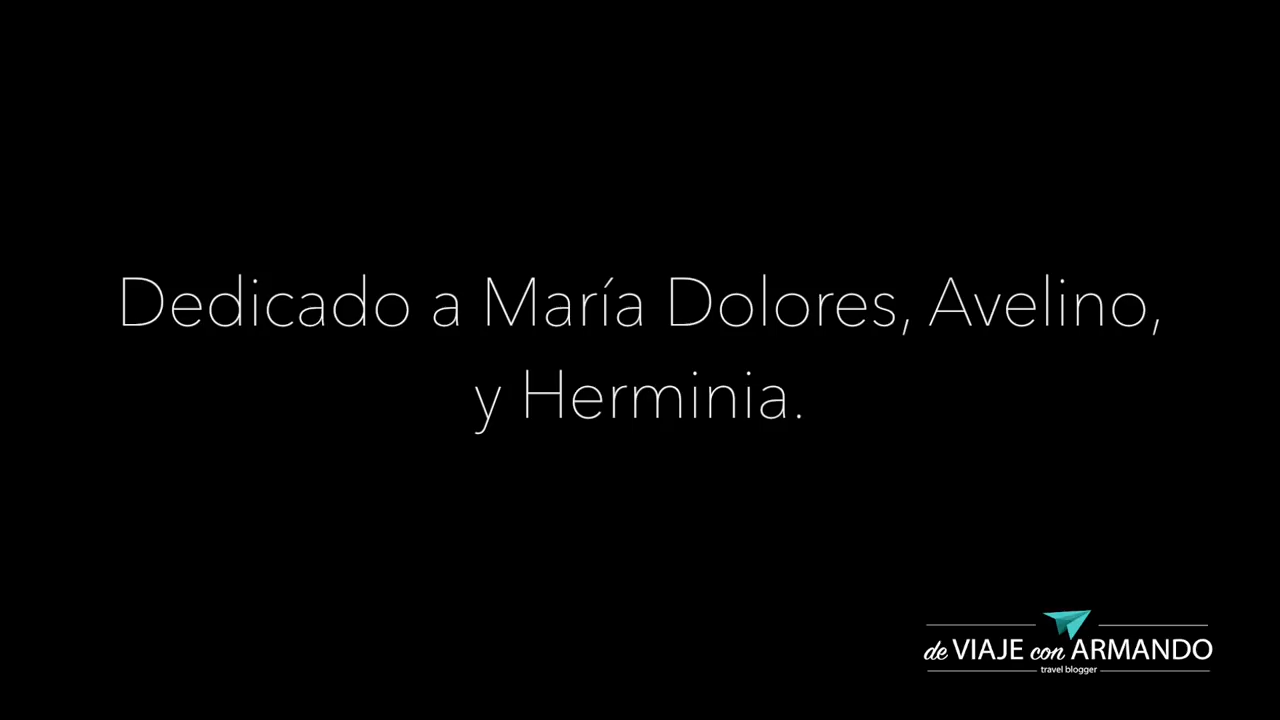 Dedicado a María Dolores, Avelino,
y Herminia.
de VIAJE con ARMANDO
travel blogger